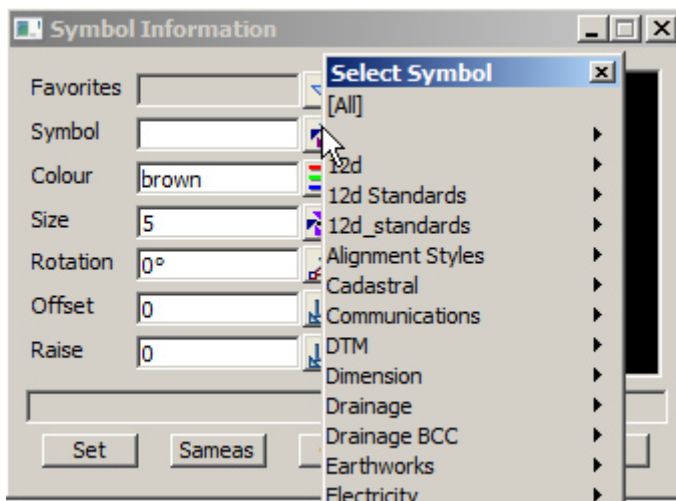 Symbol Information
Favorites
Symbol
Colour brown
Size 5
Rotation 0°
Offset 0
Raise 0
Set Sameas
Select Symbol
[All]
12d
12d Standards
12d_standards
Alignment Styles
Cadastral
Communications
DTM
Dimension
Drainage
Drainage BCC
Earthworks
Electricity